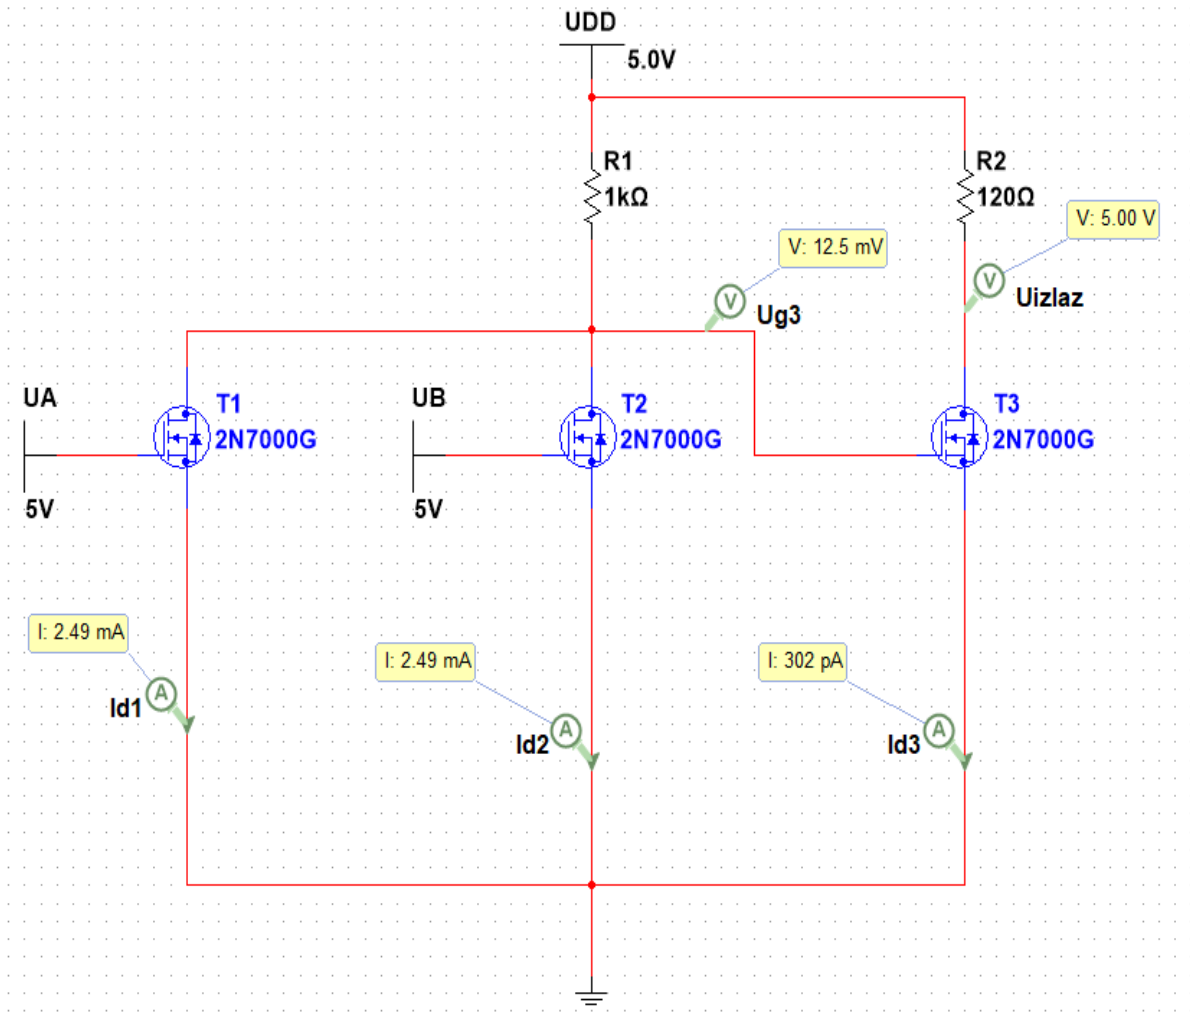 UDD
5.0V
R1
1kΩ
R2
120Ω
V: 5.00 V
V: 12.5 mV
Uizlaz
Ug3
UA
T1
2N7000G
5V
UB
T2
2N7000G
5V
T3
2N7000G
I: 2.49 mA
A
Id1
I: 2.49 mA
A
Id2
I: 302 pA
A
Id3
V
V